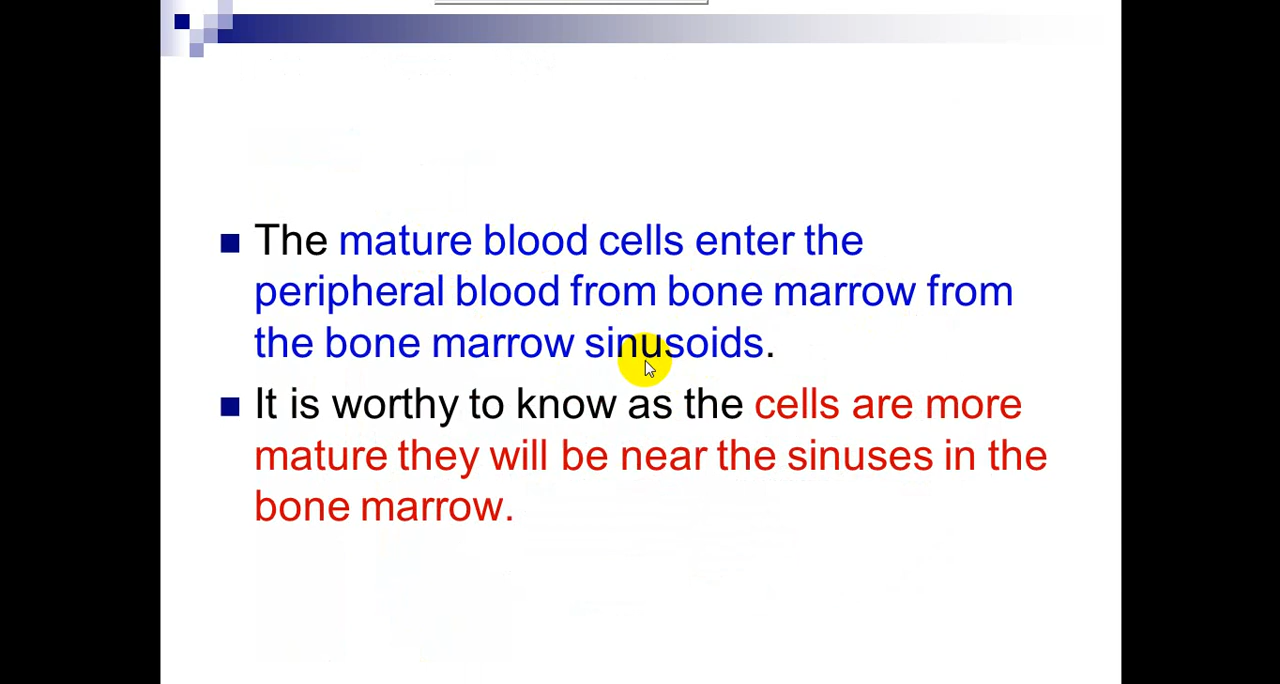 The mature blood cells enter the
peripheral blood from bone marrow from
the bone marrow sinusoids.
It is worthy to know as the cells are more
mature they will be near the sinuses in the
bone marrow.